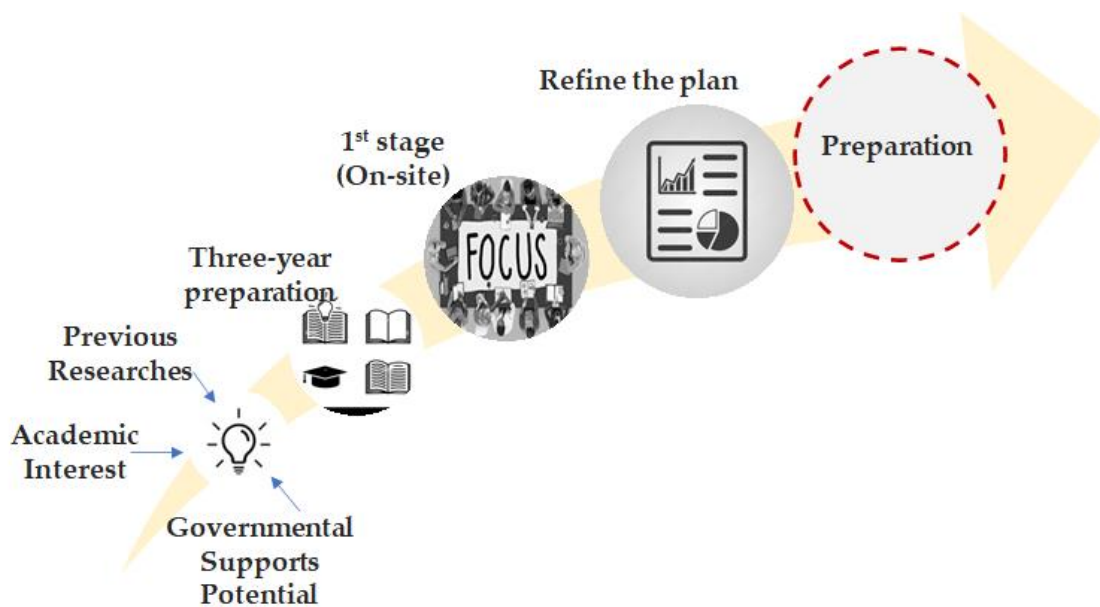 Refine the plan
Preparation
1st stage
(On-site)
FOCUS
Three-year
preparation
Previous
Researches
Academic
Interest
Governmental
Supports
Potential